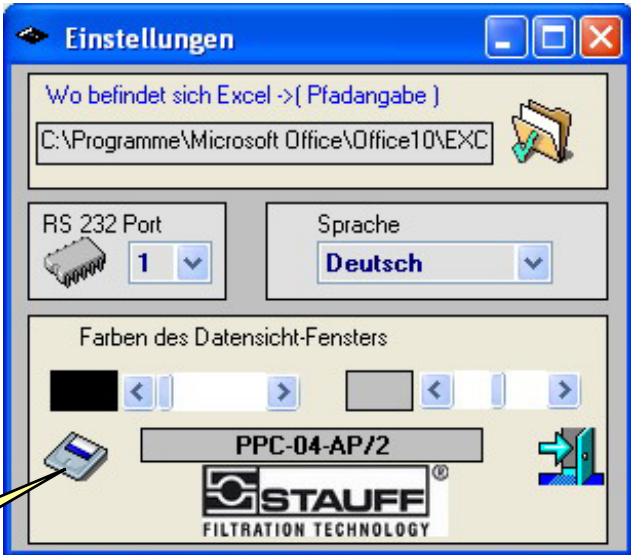 Einstellungen
Wo befindet sich Excel ->( Pfadangabe )
C:\Programme\Microsoft Office\Office10\EXC
RS 232 Port
1
Sprache
Deutsch
Farben des Datensicht-Fensters
PPC-04-AP/2
STAUFF®
FILTRATION TECHNOLOGY